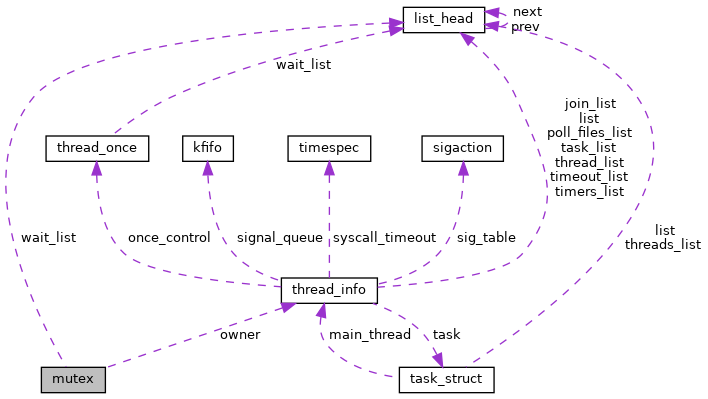 list_head
next
prev
wait_list
join_list
list
poll_files_list
task_list
thread_list
timeout_list
timers_list
thread_once
kfifo
timespec
sigaction
wait_list
once_control
signal_queue
syscall_timeout
sig_table
list
threads_list
thread_info
owner
main_thread
task
mutex
task_struct